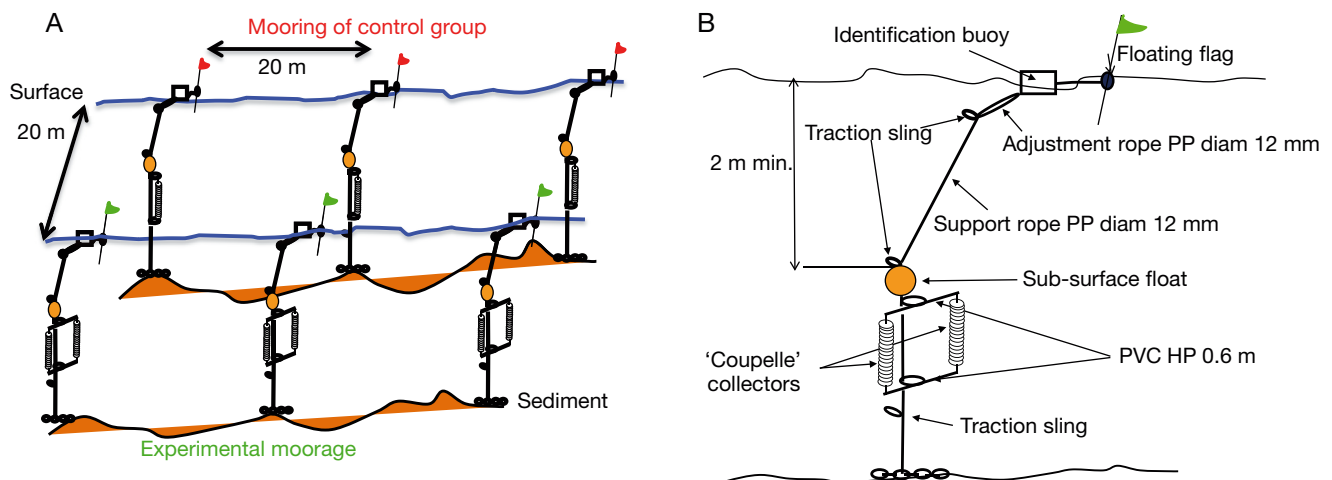 A
Mooring of control group
20 m
Surface
20 m
Sediment
Experimental moorage
B
Identification buoy
Floating flag
Traction sling
Adjustment rope PP diam 12 mm
2 m min.
Support rope PP diam 12 mm
Sub-surface float
‘Coupelle’
collectors
PVC HP 0.6 m
Traction sling